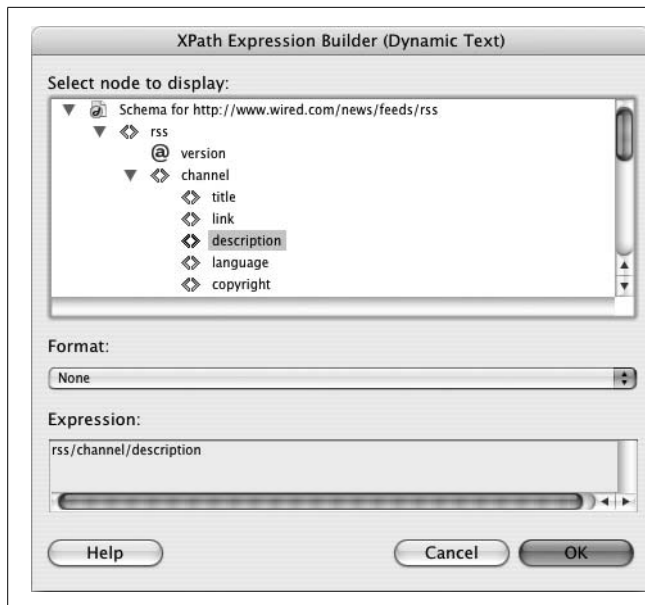 XPath Expression Builder (Dynamic Text)
Select node to display:
Schema for http://www.wired.com/news/feeds/rss
rss
@ version
channel
title
link
description
language
copyright
Format:
None
Expression:
rss/channel/description
Help
Cancel
OK